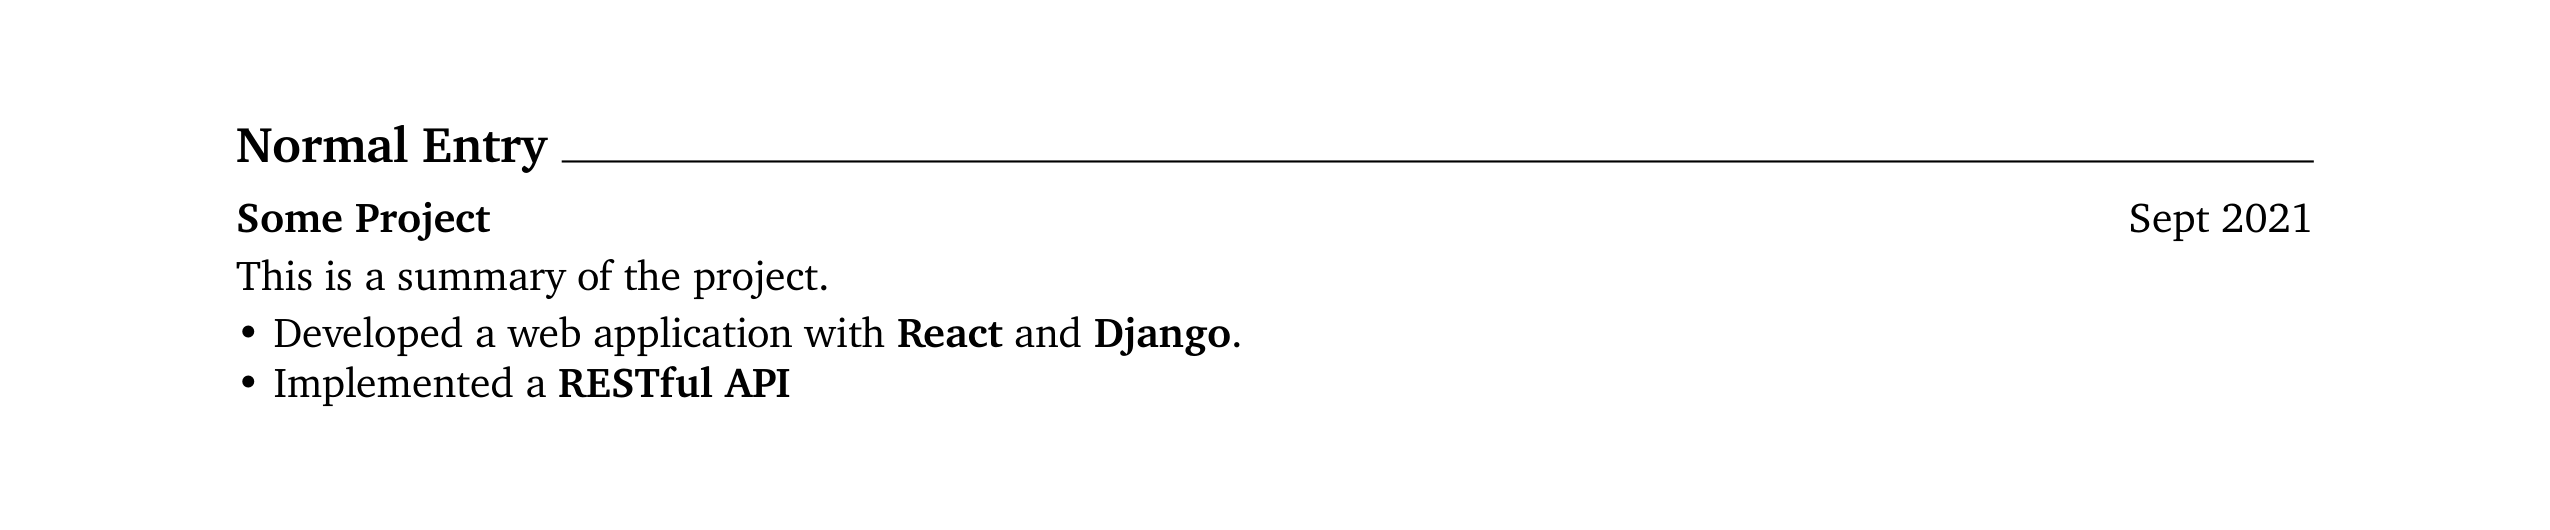 Normal Entry
Some Project Sept 2021
This is a summary of the project.
• Developed a web application with React and Django.
• Implemented a RESTful API